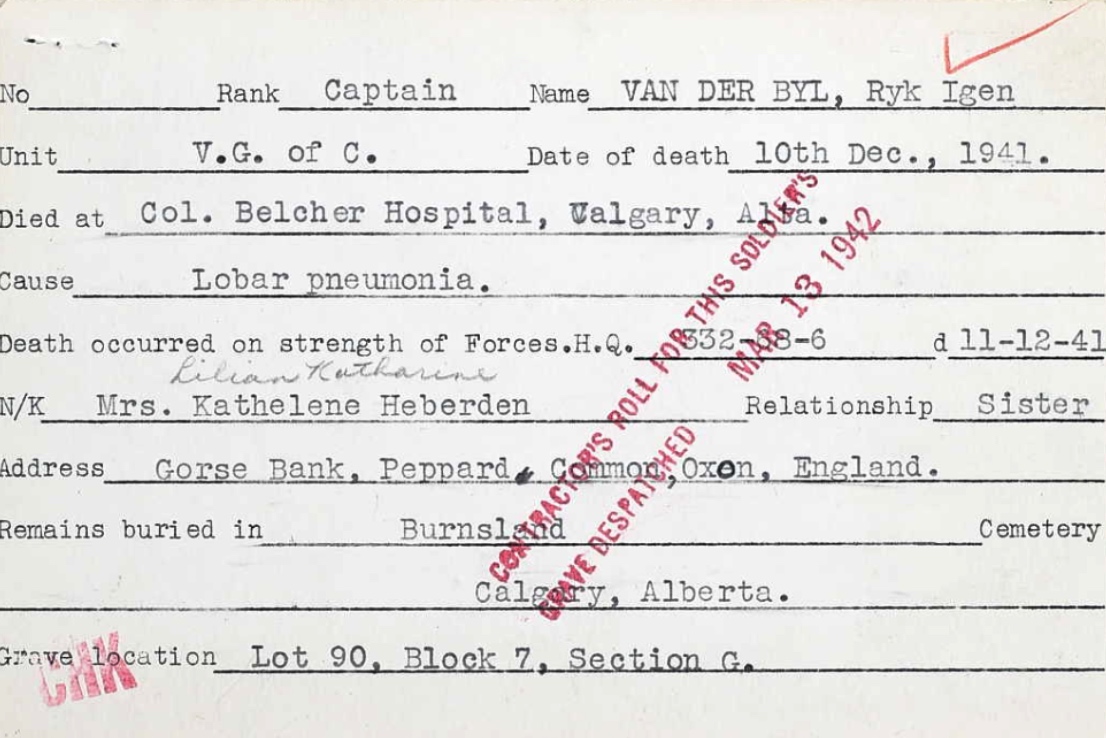 No Rank Captain Name VAN DER BYL, Ryk Igen
Unit V.G. of C. Date of death 10th Dec., 1941.
Died at Col. Belcher Hospital, Calgary, Alta.
Cause Lobar pneumonia.
Death occurred on strength of Forces.H.Q. 332-38-6 d 11-12-41
Lilian Katharine
N/K Mrs. Kathelene Heberden Relationship Sister
Address Gorse Bank, Peppard, Common, Oxon, England.
Remains buried in Burnsland Cemetery
Calgary, Alberta.
Grave location Lot 90, Block 7, Section G.
CONTRACTOR'S ROLL FOR THIS SOLDIER'S
GRAVE DESPATCHED MAR 13 1942
CHK